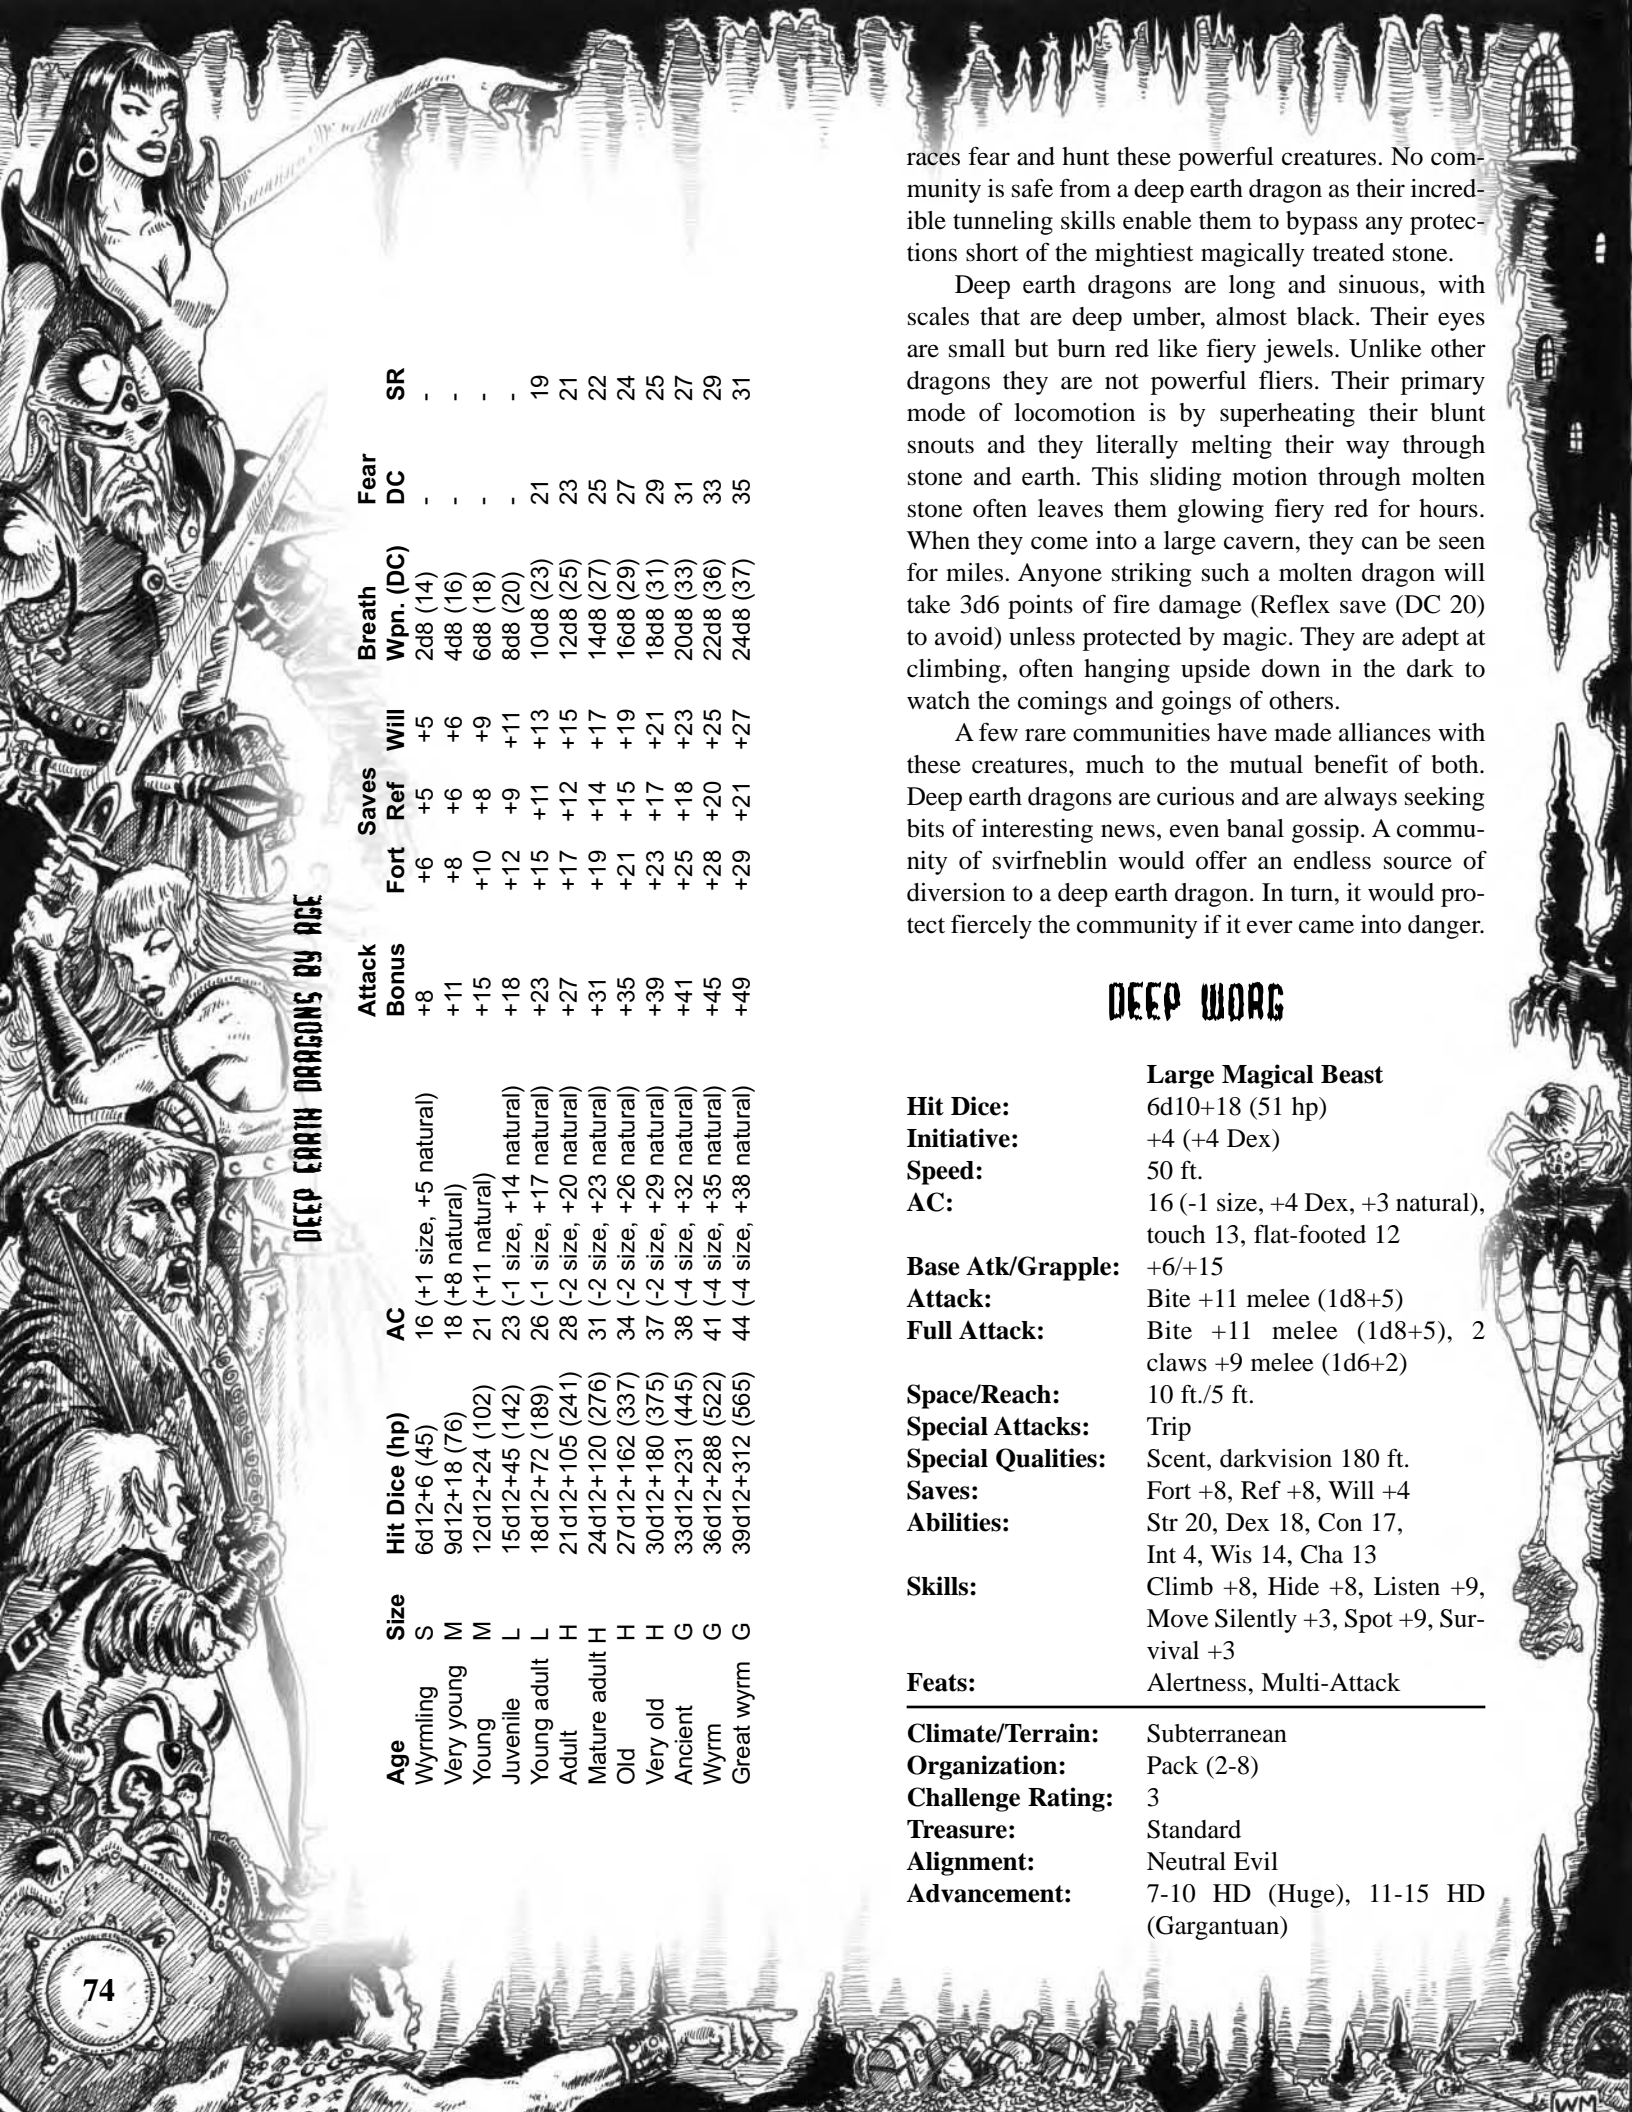 DEEP EARTH DRAGONS BY AGE
Attack Saves Breath Fear
Age Size Hit Dice (hp) AC Bonus Fort Ref Will Wpn. (DC) DC SR
Wyrmling S 6d12+6 (45) 16 (+1 size, +5 natural) +8 +6 +5 +5 2d8 (14) - -
Very young M 9d12+18 (76) 18 (+8 natural) +11 +8 +6 +6 4d8 (16) - -
Young M 12d12+24 (102) 21 (+11 natural) +15 +10 +8 +9 6d8 (18) - -
Juvenile L 15d12+45 (142) 23 (-1 size, +14 natural) +18 +12 +9 +11 8d8 (20) - -
Young adult L 18d12+72 (189) 26 (-1 size, +17 natural) +23 +15 +11 +13 10d8 (23) 21 19
Adult H 21d12+105 (241) 28 (-2 size, +20 natural) +27 +17 +12 +15 12d8 (25) 23 21
Mature adult H 24d12+120 (276) 31 (-2 size, +23 natural) +31 +19 +14 +17 14d8 (27) 25 22
Old H 27d12+162 (337) 34 (-2 size, +26 natural) +35 +21 +15 +19 16d8 (29) 27 24
Very old H 30d12+180 (375) 37 (-2 size, +29 natural) +39 +23 +17 +21 18d8 (31) 29 25
Ancient G 33d12+231 (445) 38 (-4 size, +32 natural) +41 +25 +18 +23 20d8 (33) 31 27
Wyrm G 36d12+288 (522) 41 (-4 size, +35 natural) +45 +28 +20 +25 22d8 (36) 33 29
Great wyrm G 39d12+312 (565) 44 (-4 size, +38 natural) +49 +29 +21 +27 24d8 (37) 35 31
races fear and hunt these powerful creatures. No com-
munity is safe from a deep earth dragon as their incred-
ible tunneling skills enable them to bypass any protec-
tions short of the mightiest magically treated stone.
Deep earth dragons are long and sinuous, with
scales that are deep umber, almost black. Their eyes
are small but burn red like fiery jewels. Unlike other
dragons they are not powerful fliers. Their primary
mode of locomotion is by superheating their blunt
snouts and they literally melting their way through
stone and earth. This sliding motion through molten
stone often leaves them glowing fiery red for hours.
When they come into a large cavern, they can be seen
for miles. Anyone striking such a molten dragon will
take 3d6 points of fire damage (Reflex save (DC 20)
to avoid) unless protected by magic. They are adept at
climbing, often hanging upside down in the dark to
watch the comings and goings of others.
A few rare communities have made alliances with
these creatures, much to the mutual benefit of both.
Deep earth dragons are curious and are always seeking
bits of interesting news, even banal gossip. A commu-
nity of svirfneblin would offer an endless source of
diversion to a deep earth dragon. In turn, it would pro-
tect fiercely the community if it ever came into danger.
DEEP WORG
Large Magical Beast
Hit Dice: 6d10+18 (51 hp)
Initiative: +4 (+4 Dex)
Speed: 50 ft.
AC: 16 (-1 size, +4 Dex, +3 natural),
touch 13, flat-footed 12
Base Atk/Grapple: +6/+15
Attack: Bite +11 melee (1d8+5)
Full Attack: Bite +11 melee (1d8+5), 2
claws +9 melee (1d6+2)
Space/Reach: 10 ft./5 ft.
Special Attacks: Trip
Special Qualities: Scent, darkvision 180 ft.
Saves: Fort +8, Ref +8, Will +4
Abilities: Str 20, Dex 18, Con 17,
Int 4, Wis 14, Cha 13
Skills: Climb +8, Hide +8, Listen +9,
Move Silently +3, Spot +9, Sur-
vival +3
Feats: Alertness, Multi-Attack
Climate/Terrain: Subterranean
Organization: Pack (2-8)
Challenge Rating: 3
Treasure: Standard
Alignment: Neutral Evil
Advancement: 7-10 HD (Huge), 11-15 HD
(Gargantuan)
74
WM